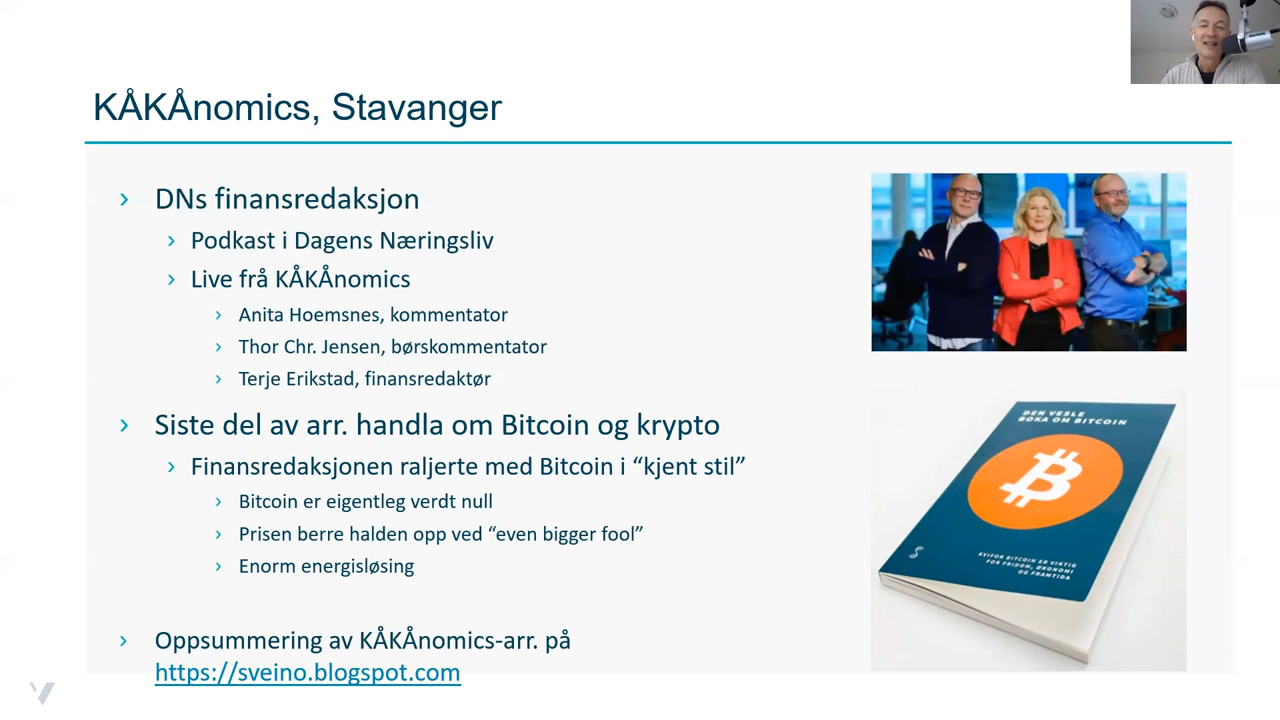 KÅKÅnomics, Stavanger
› DNs finansredaksjon
› Podkast i Dagens Næringsliv
› Live frå KÅKÅnomics
› Anita Hoemsnes, kommentator
› Thor Chr. Jensen, børskommentator
› Terje Erikstad, finansredaktør
› Siste del av arr. handla om Bitcoin og krypto
› Finansredaksjonen raljerte med Bitcoin i “kjent stil”
› Bitcoin er eigentleg verdt null
› Prisen berre halden opp ved “even bigger fool”
› Enorm energisløsing
› Oppsummering av KÅKÅnomics-arr. på
https://sveino.blogspot.com
DEN VESLE
BOKA OM BITCOIN
KVIFOR BITCOIN ER VIKTIG
FOR FRIDOM, ØKONOMI
OG FRAMTIDA